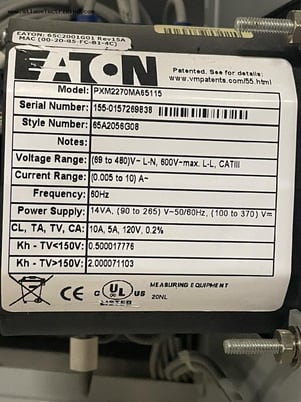 EATON: 65C2001G01 Rev15A
MAC (00-20-85-FC-B1-4C)
EATON
Patented. See for details:
www.vmpatents.com/55.html
Model: PXM2270MA65115
Serial Number: 155-0157269838
Style Number: 65A2056G08
Notes:
Voltage Range: (69 to 480)V~ L-N, 600V~max. L-L, CATIII
Current Range: (0.005 to 10) A~
Frequency: 60Hz
Power Supply: 14VA, (90 to 265) V~50/60Hz, (100 to 370) V=
CL, TA, TV, CA: 10A, 5A, 120V, 0.2%
Kh - TV<150V: 0.500017776
Kh - TV>150V: 2.000071103
CE C UL US
LISTED
MEASURING EQUIPMENT
20NL